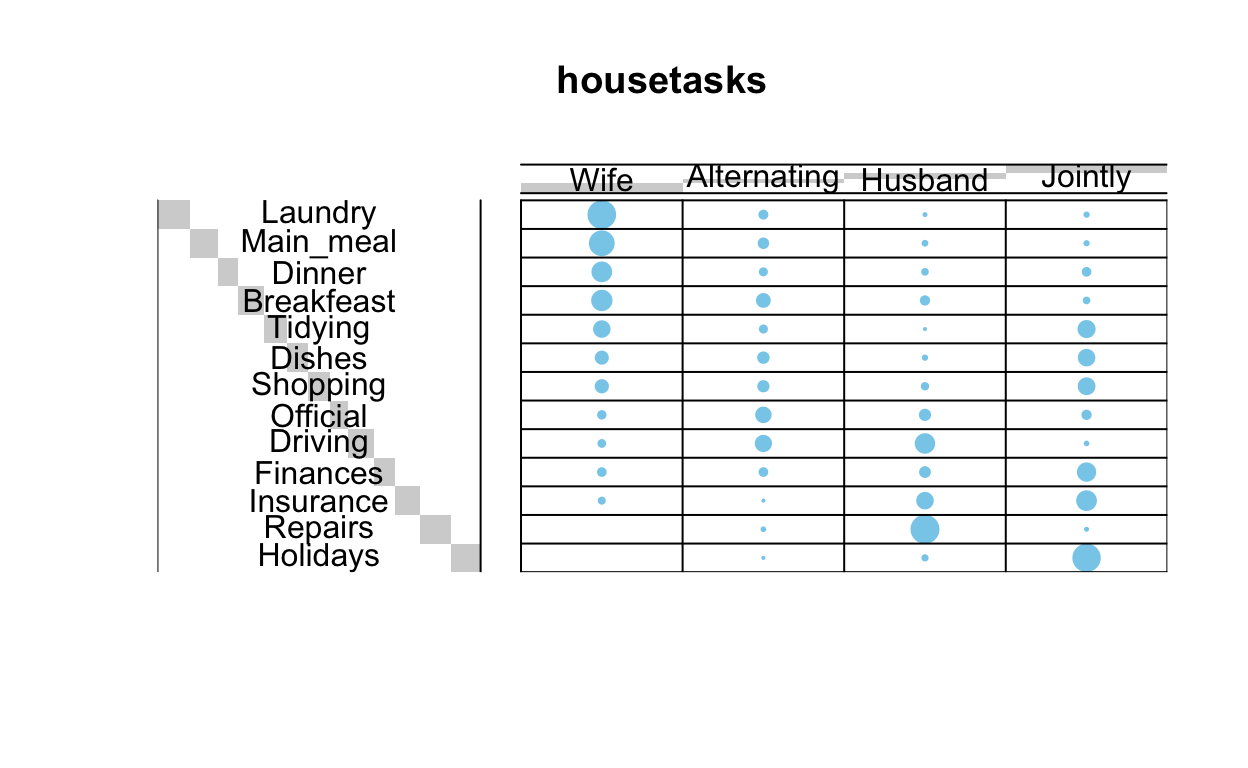 housetasks
Wife Alternating Husband Jointly
Laundry
Main_meal
Dinner
Breakfeast
Tidying
Dishes
Shopping
Official
Driving
Finances
Insurance
Repairs
Holidays